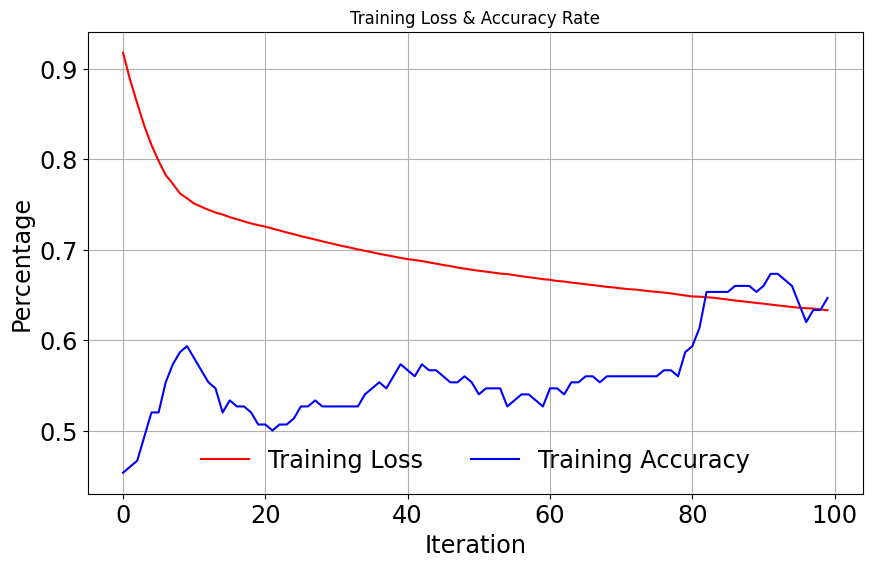 Training Loss & Accuracy Rate
0.9
0.8
0.7
0.6
0.5
Percentage
Training Loss
Training Accuracy
0
20
40
60
80
100
Iteration